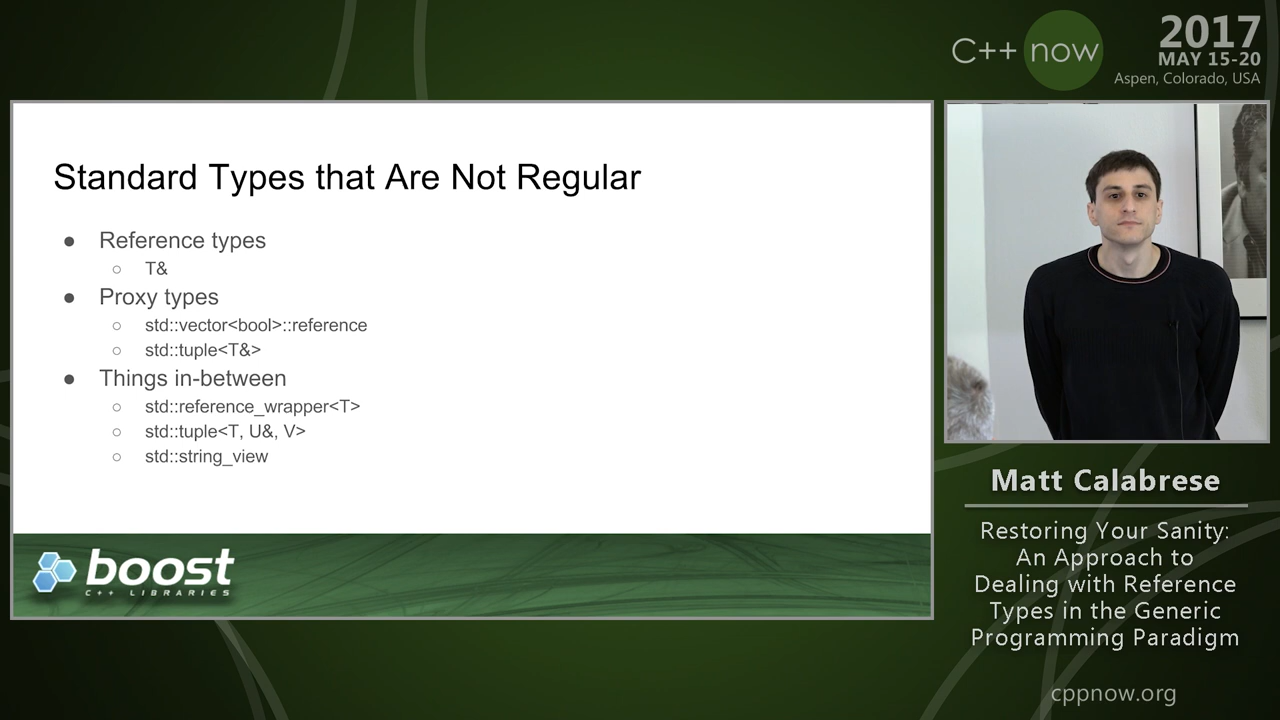 C++ now
2017
MAY 15-20
Aspen, Colorado, USA
Standard Types that Are Not Regular
● Reference types
○ T&
● Proxy types
○ std::vector<bool>::reference
○ std::tuple<T&>
● Things in-between
○ std::reference_wrapper<T>
○ std::tuple<T, U&, V>
○ std::string_view
boost
C++ LIBRARIES
Matt Calabrese
Restoring Your Sanity:
An Approach to
Dealing with Reference
Types in the Generic
Programming Paradigm
cppnow.org